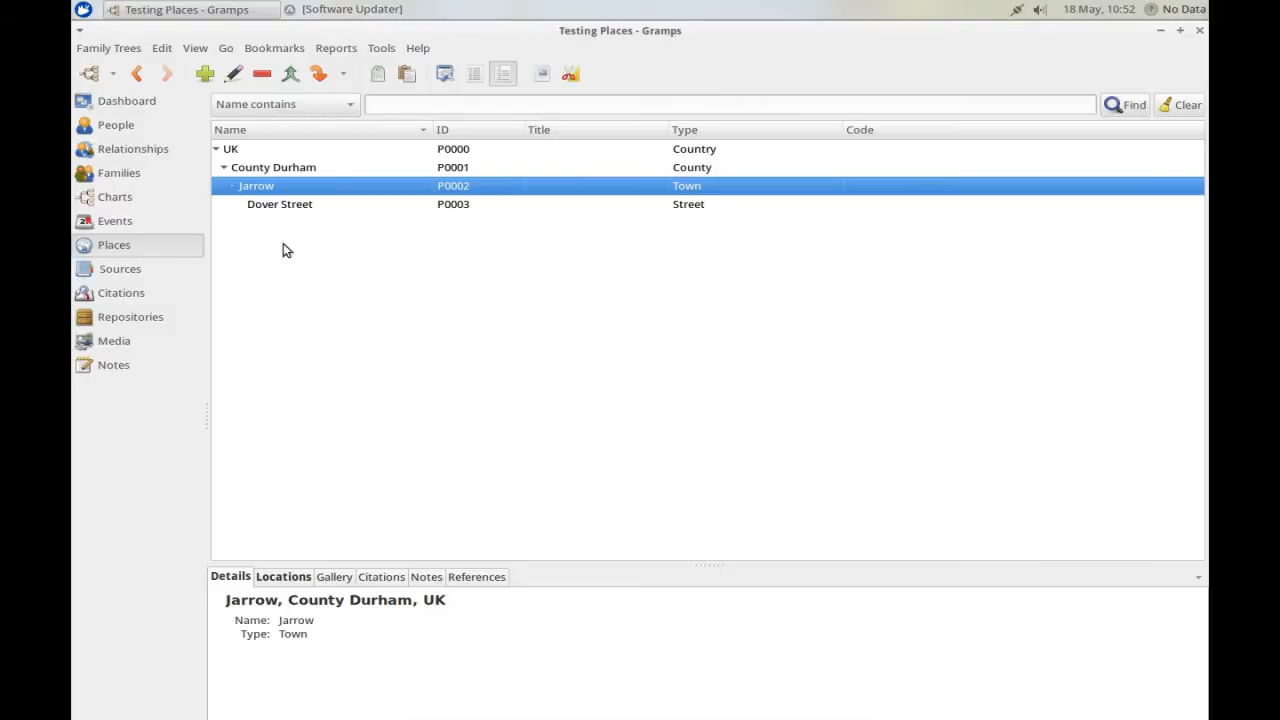 Testing Places - Gramps
[Software Updater]
18 May, 10:52
No Data
Testing Places - Gramps
Family Trees
Edit
View
Go
Bookmarks
Reports
Tools
Help
Dashboard
People
Relationships
Families
Charts
Events
Places
Sources
Citations
Repositories
Media
Notes
Name contains
Find
Clear
Name ID Title Type Code
UK P0000 Country
County Durham P0001 County
Jarrow P0002 Town
Dover Street P0003 Street
Details
Locations
Gallery
Citations
Notes
References
Jarrow, County Durham, UK
Name: Jarrow
Type: Town